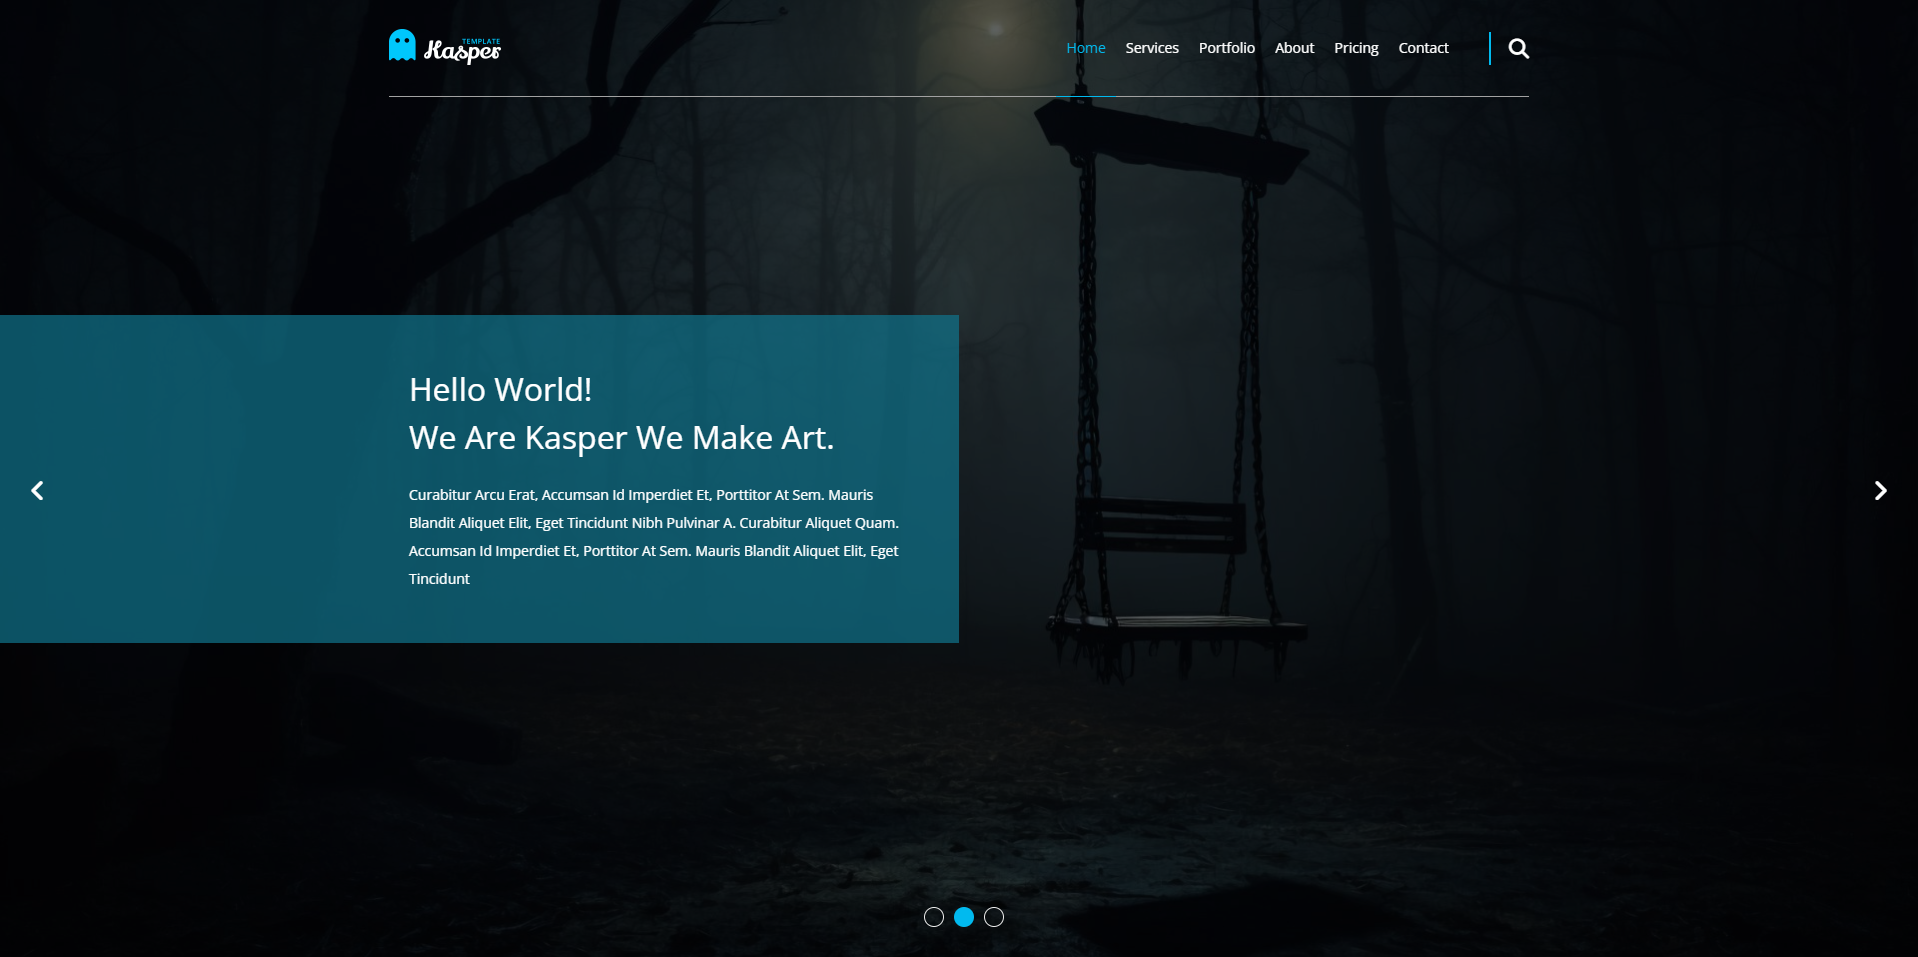 TEMPLATE
Kasper
Home Services Portfolio About Pricing Contact
Hello World!
We Are Kasper We Make Art.
Curabitur Arcu Erat, Accumsan Id Imperdiet Et, Porttitor At Sem. Mauris
Blandit Aliquet Elit, Eget Tincidunt Nibh Pulvinar A. Curabitur Aliquet Quam.
Accumsan Id Imperdiet Et, Porttitor At Sem. Mauris Blandit Aliquet Elit, Eget
Tincidunt